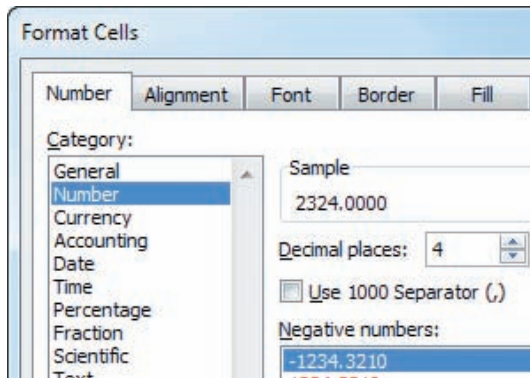 Format Cells
Number
Alignment
Font
Border
Fill
Category:
General
Number
Currency
Accounting
Date
Time
Percentage
Fraction
Scientific
Text
Sample
2324.0000
Decimal places: 4
Use 1000 Separator (,)
Negative numbers:
-1234.3210